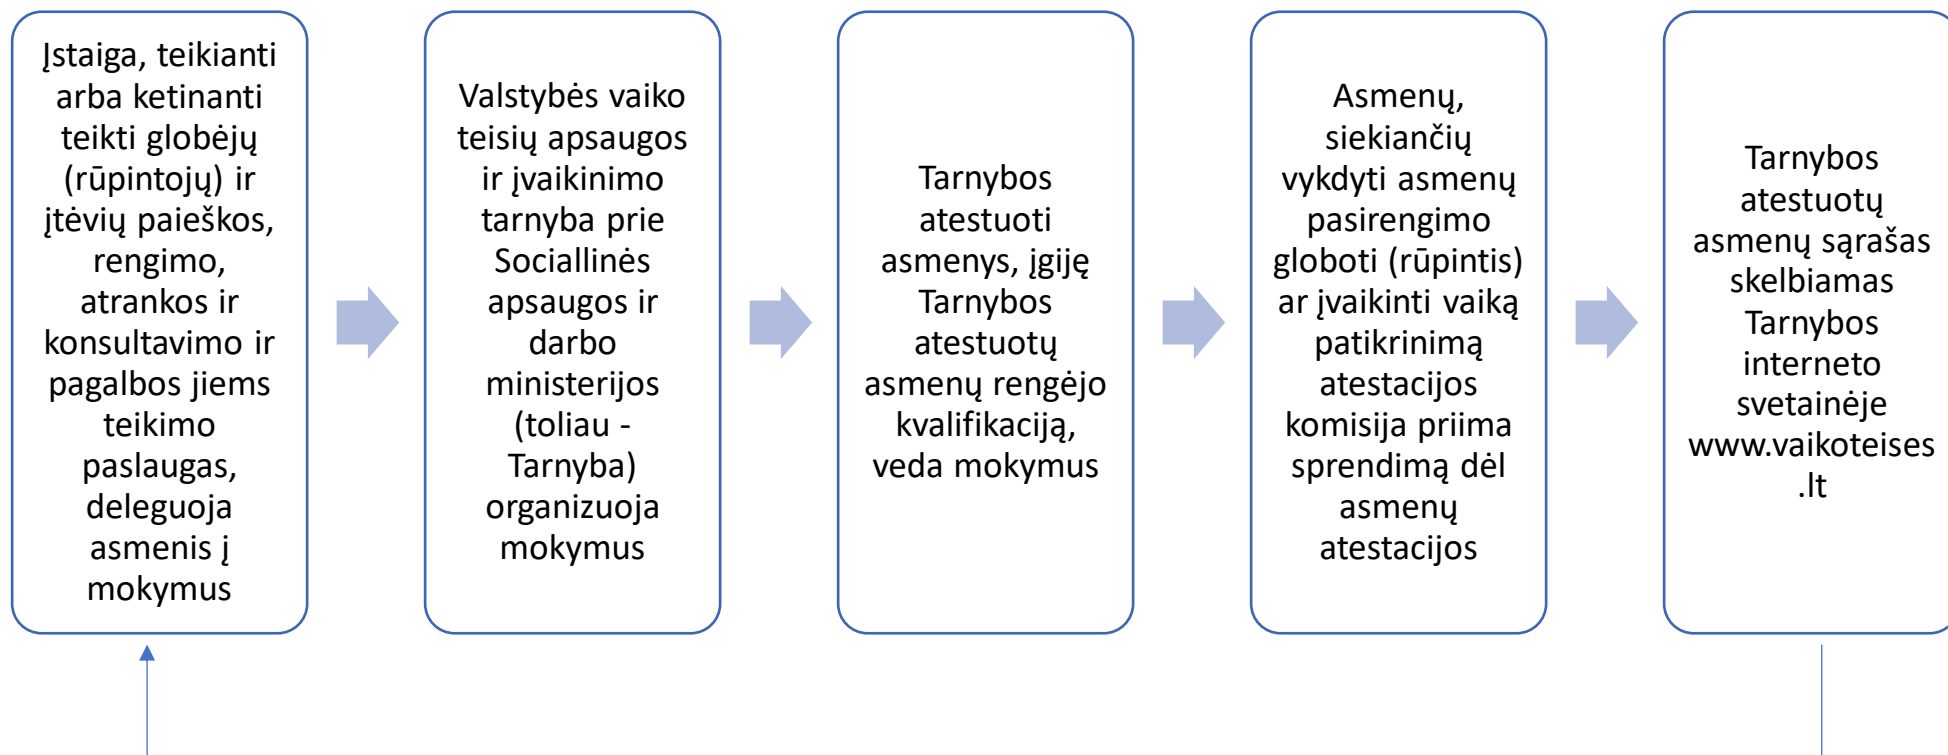 Įstaiga, teikianti
arba ketinanti
teikti globėjų
(rūpintojų) ir
įtėvių paieškos,
rengimo,
atrankos ir
konsultavimo ir
pagalbos jiems
teikimo
paslaugas,
deleguoja
asmenis į
mokymus
Valstybės vaiko
teisių apsaugos
ir įvaikinimo
tarnyba prie
Sociallinės
apsaugos ir
darbo
ministerijos
(toliau -
Tarnyba)
organizuoja
mokymus
Tarnybos
atestuoti
asmenys, įgiję
Tarnybos
atestuotų
asmenų rengėjo
kvalifikaciją,
veda mokymus
Asmenų,
siekiančių
vykdyti asmenų
pasirengimo
globoti (rūpintis)
ar įvaikinti vaiką
patikrinimą
atestacijos
komisija priima
sprendimą dėl
asmenų
atestacijos
Tarnybos
atestuotų
asmenų sąrašas
skelbiamas
Tarnybos
interneto
svetainėje
www.vaikoteises
.lt